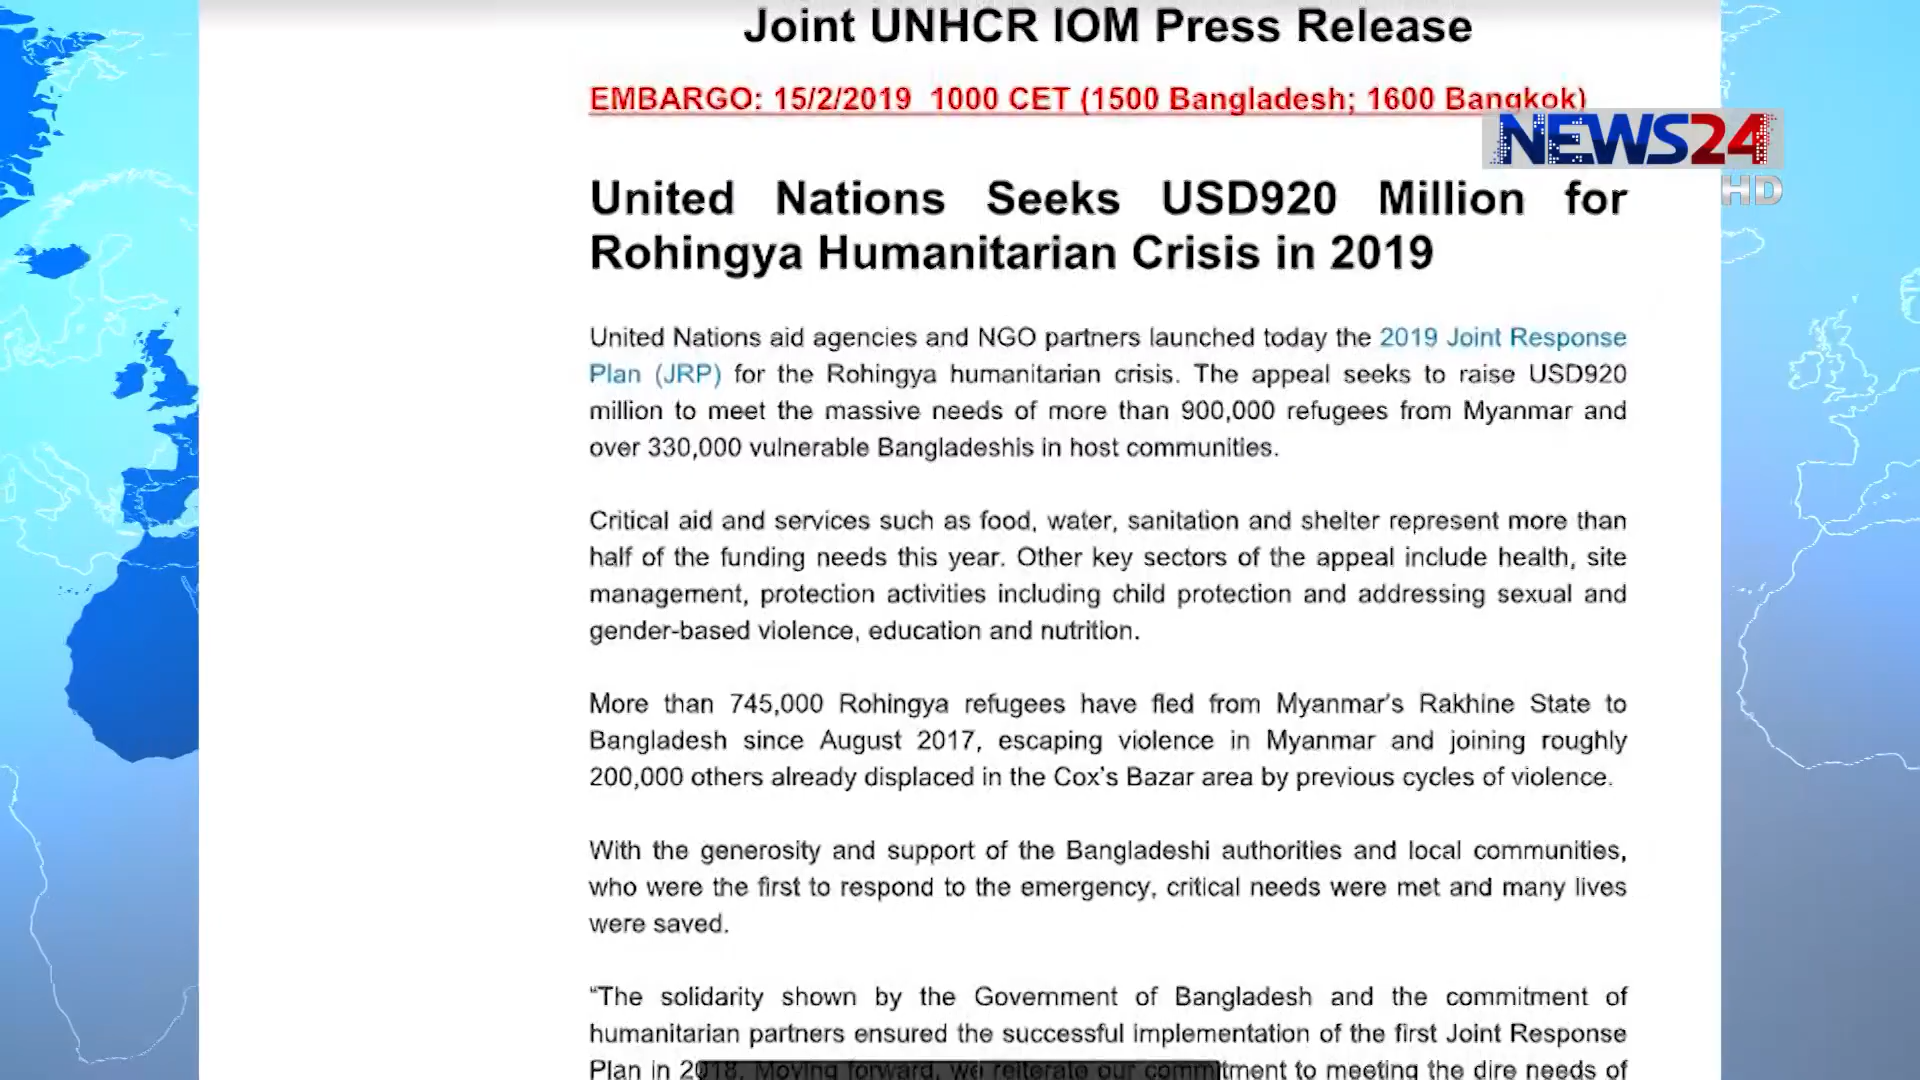 Joint UNHCR IOM Press Release
EMBARGO: 15/2/2019 1000 CET (1500 Bangladesh; 1600 Bangkok)
NEWS24
HD
United Nations Seeks USD920 Million for
Rohingya Humanitarian Crisis in 2019
United Nations aid agencies and NGO partners launched today the 2019 Joint Response
Plan (JRP) for the Rohingya humanitarian crisis. The appeal seeks to raise USD920
million to meet the massive needs of more than 900,000 refugees from Myanmar and
over 330,000 vulnerable Bangladeshis in host communities.
Critical aid and services such as food, water, sanitation and shelter represent more than
half of the funding needs this year. Other key sectors of the appeal include health, site
management, protection activities including child protection and addressing sexual and
gender-based violence, education and nutrition.
More than 745,000 Rohingya refugees have fled from Myanmar's Rakhine State to
Bangladesh since August 2017, escaping violence in Myanmar and joining roughly
200,000 others already displaced in the Cox's Bazar area by previous cycles of violence.
With the generosity and support of the Bangladeshi authorities and local communities,
who were the first to respond to the emergency, critical needs were met and many lives
were saved.
“The solidarity shown by the Government of Bangladesh and the commitment of
humanitarian partners ensured the successful implementation of the first Joint Response
Plan in 2018. Moving forward, we reiterate our commitment to meeting the dire needs of